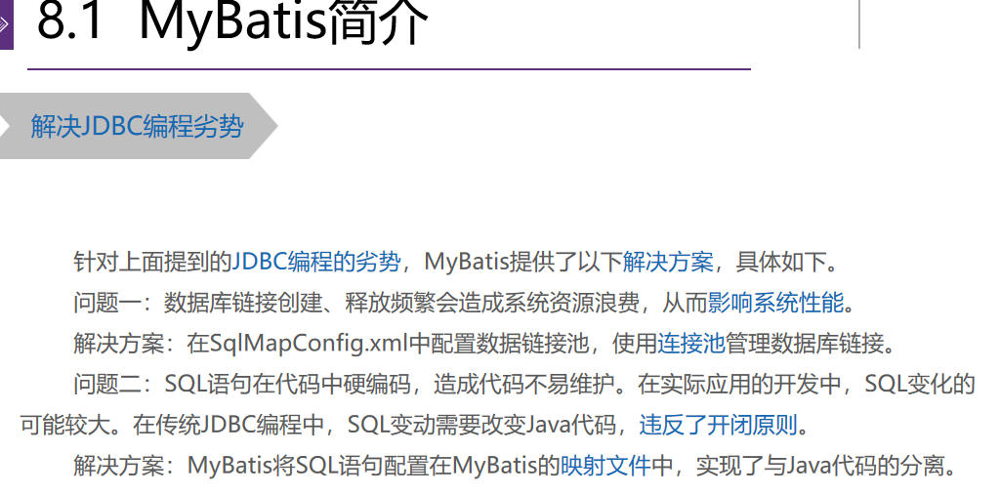 8.1 MyBatis简介
解决JDBC编程劣势
针对上面提到的JDBC编程的劣势，MyBatis提供了以下解决方案，具体如下。
问题一：数据库链接创建、释放频繁会造成系统资源浪费，从而影响系统性能。
解决方案：在SqlMapConfig.xml中配置数据链接池，使用连接池管理数据库链接。
问题二：SQL语句在代码中硬编码，造成代码不易维护。在实际应用的开发中，SQL变化的
可能较大。在传统JDBC编程中，SQL变动需要改变Java代码，违反了开闭原则。
解决方案：MyBatis将SQL语句配置在MyBatis的映射文件中，实现了与Java代码的分离。